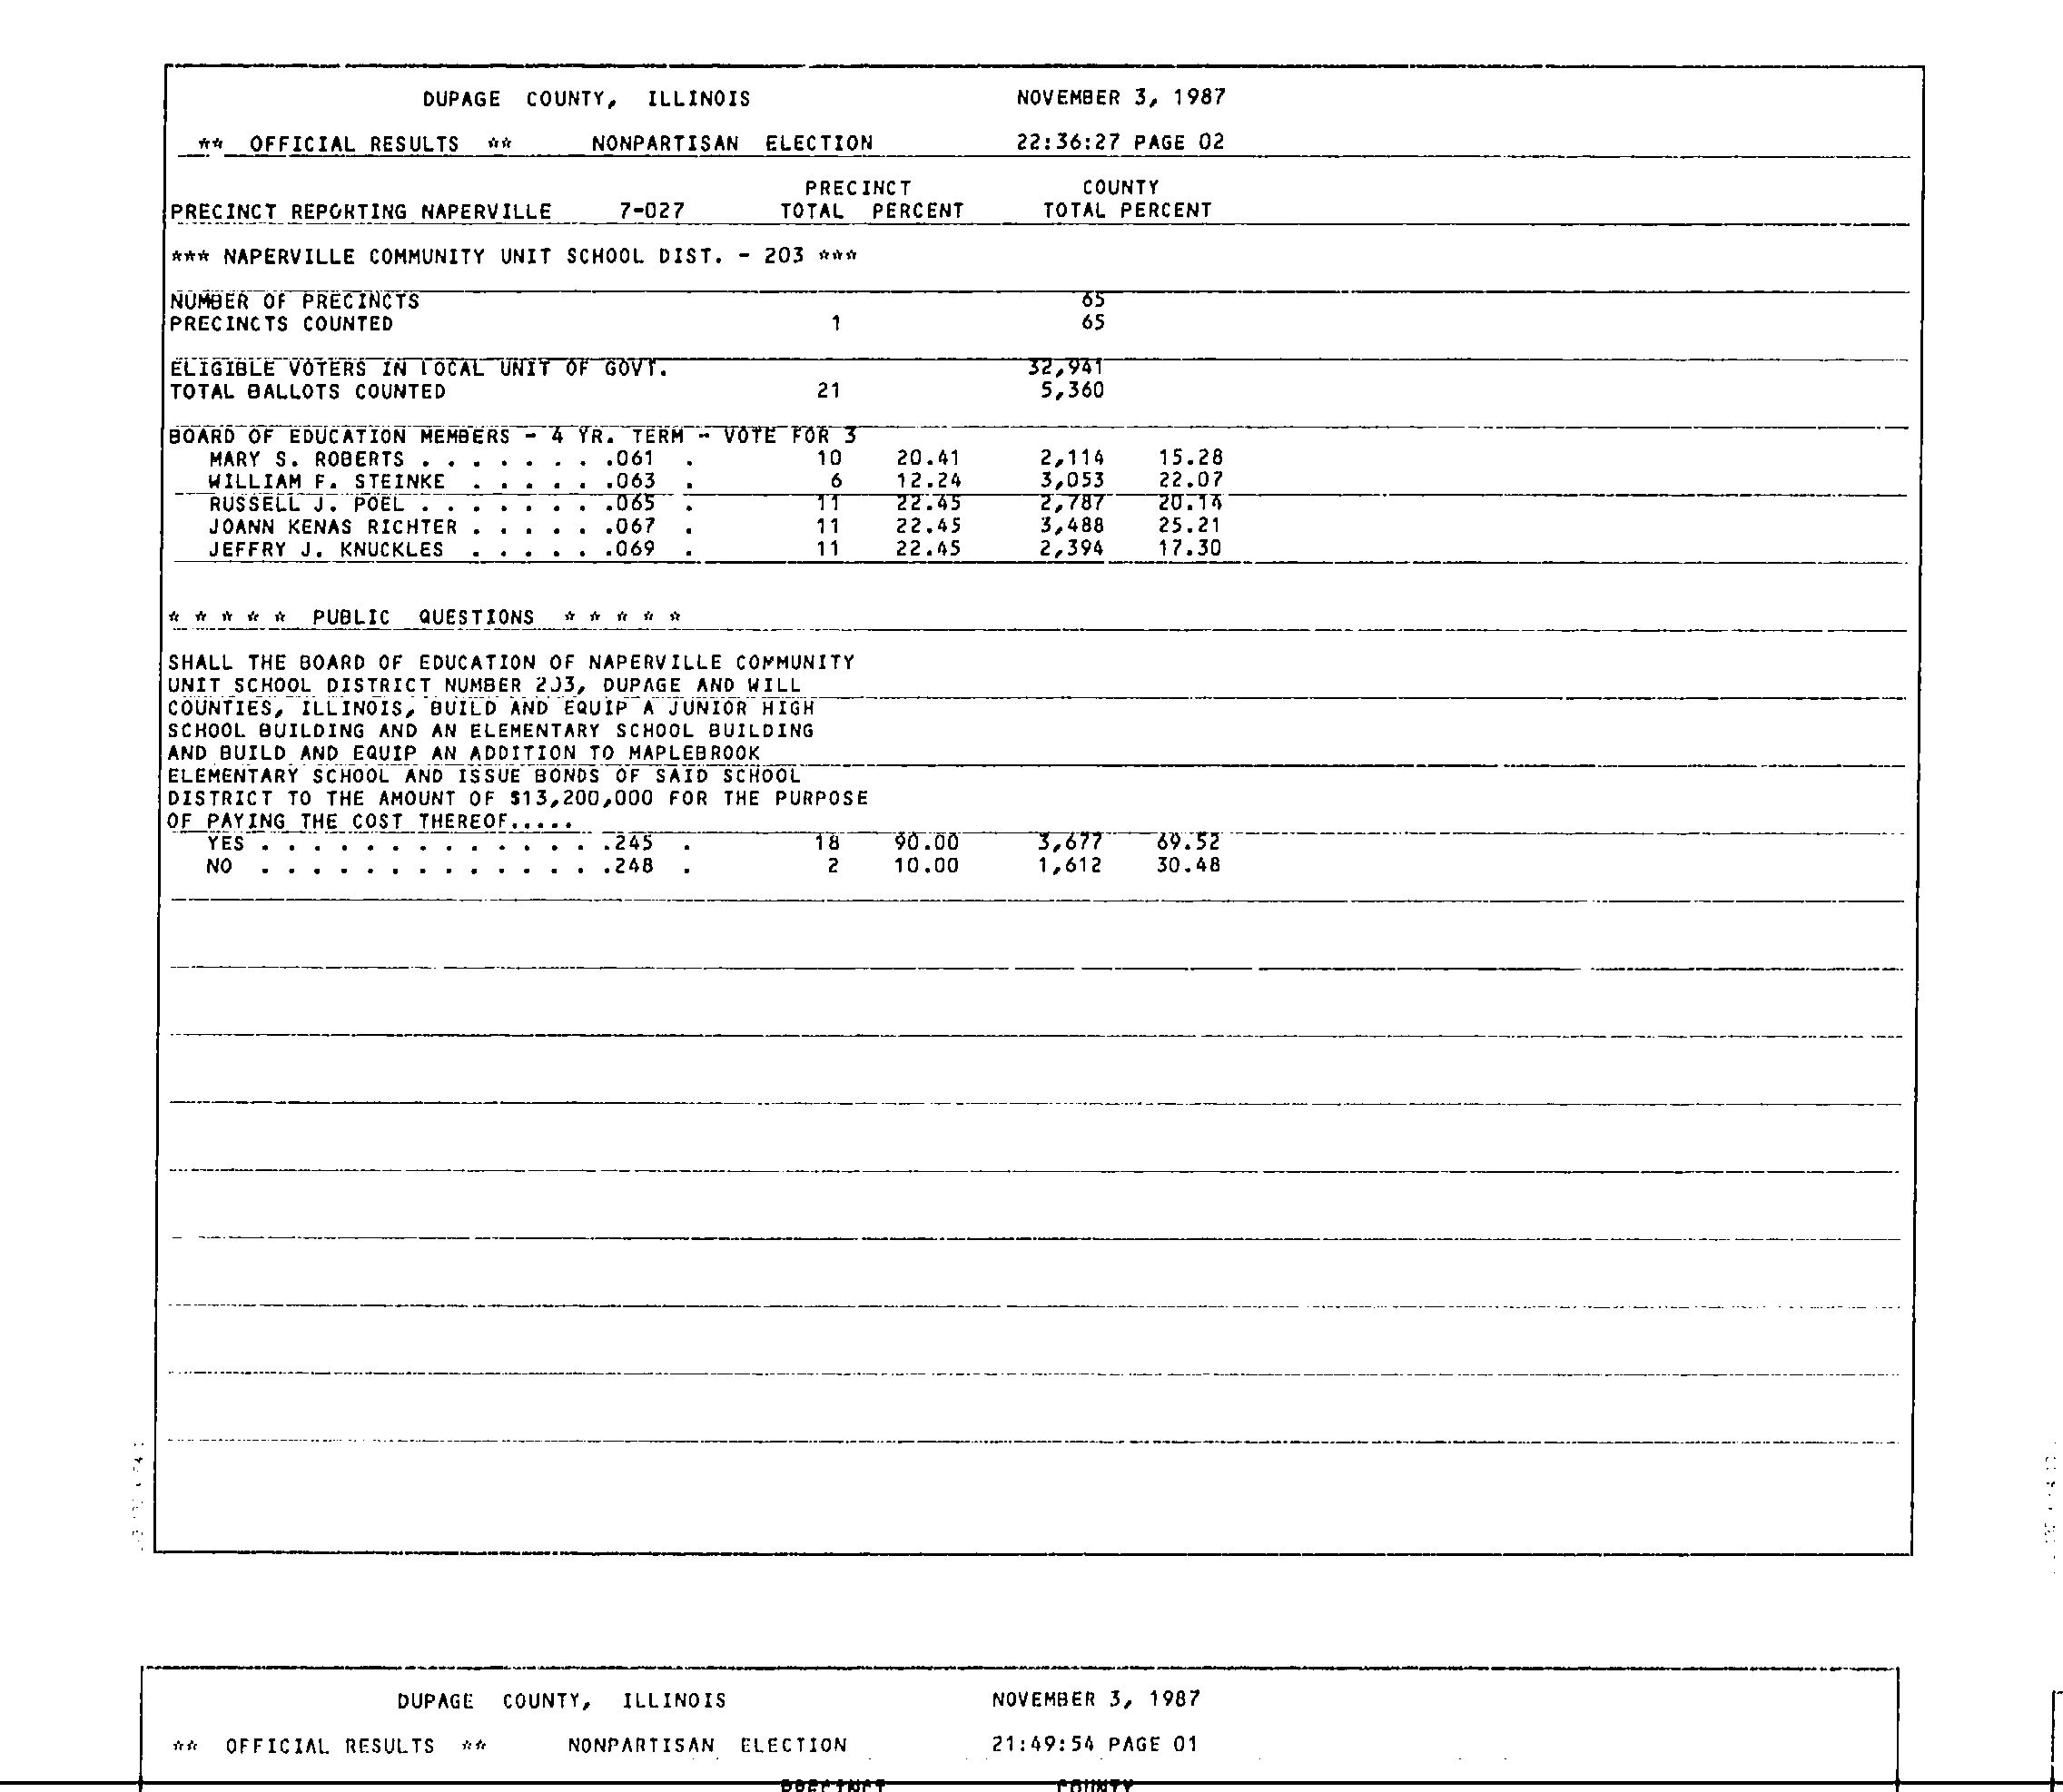 DUPAGE COUNTY, ILLINOIS NOVEMBER 3, 1987
** OFFICIAL RESULTS ** NONPARTISAN ELECTION 22:36:27 PAGE 02
PRECINCT COUNTY
PRECINCT REPORTING NAPERVILLE 7-027 TOTAL PERCENT TOTAL PERCENT
*** NAPERVILLE COMMUNITY UNIT SCHOOL DIST. - 203 ***
NUMBER OF PRECINCTS 65
PRECINCTS COUNTED 1 65
ELIGIBLE VOTERS IN LOCAL UNIT OF GOVT. 32,941
TOTAL BALLOTS COUNTED 21 5,360
BOARD OF EDUCATION MEMBERS - 4 YR. TERM - VOTE FOR 3
MARY S. ROBERTS . . . . . . . .061 . 10 20.41 2,114 15.28
WILLIAM F. STEINKE . . . . . .063 . 6 12.24 3,053 22.07
RUSSELL J. POEL . . . . . . . .065 . 11 22.45 2,787 20.14
JOANN KENAS RICHTER . . . . . .067 . 11 22.45 3,488 25.21
JEFFRY J. KNUCKLES . . . . . .069 . 11 22.45 2,394 17.30
* * * * * PUBLIC QUESTIONS * * * * *
SHALL THE BOARD OF EDUCATION OF NAPERVILLE COMMUNITY
UNIT SCHOOL DISTRICT NUMBER 203, DUPAGE AND WILL
COUNTIES, ILLINOIS, BUILD AND EQUIP A JUNIOR HIGH
SCHOOL BUILDING AND AN ELEMENTARY SCHOOL BUILDING
AND BUILD AND EQUIP AN ADDITION TO MAPLEBROOK
ELEMENTARY SCHOOL AND ISSUE BONDS OF SAID SCHOOL
DISTRICT TO THE AMOUNT OF $13,200,000 FOR THE PURPOSE
OF PAYING THE COST THEREOF.....
YES . . . . . . . . . . . . . .245 . 18 90.00 3,677 69.52
NO . . . . . . . . . . . . . .248 . 2 10.00 1,612 30.48
DUPAGE COUNTY, ILLINOIS NOVEMBER 3, 1987
** OFFICIAL RESULTS ** NONPARTISAN ELECTION 21:49:54 PAGE 01
PRECINCT COUNTY